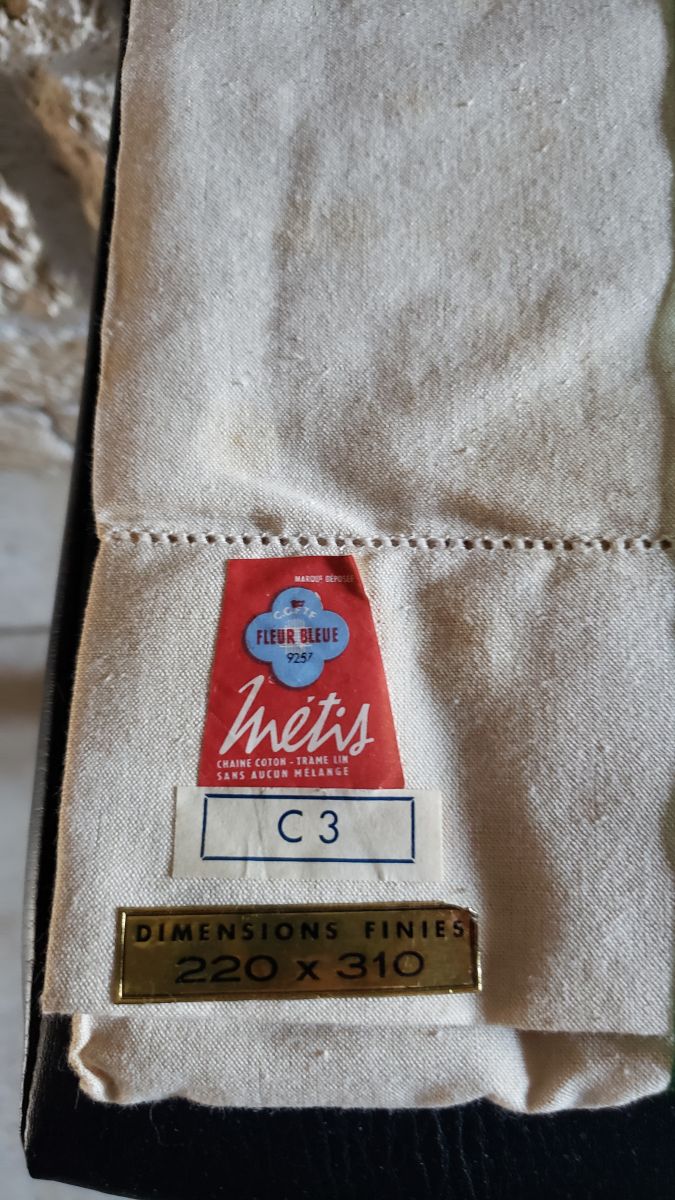 MARQUE DÉPOSÉE
C.C.F.T.F
FLEUR BLEUE
9257
Métis
CHAINE COTON - TRAME LIN
SANS AUCUN MÉLANGE
C 3
DIMENSIONS FINIES
220 x 310